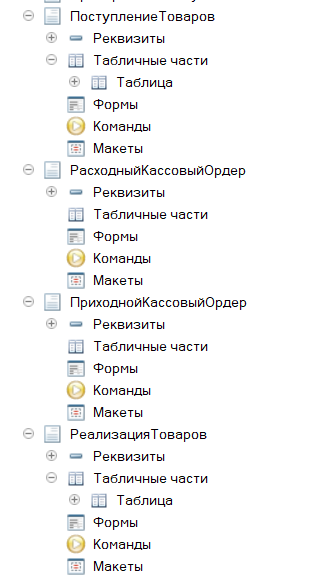 ПоступлениеТоваров
Реквизиты
Табличные части
Таблица
Формы
Команды
Макеты
РасходныйКассовыйОрдер
Реквизиты
Табличные части
Формы
Команды
Макеты
ПриходнойКассовыйОрдер
Реквизиты
Табличные части
Формы
Команды
Макеты
РеализацияТоваров
Реквизиты
Табличные части
Таблица
Формы
Команды
Макеты